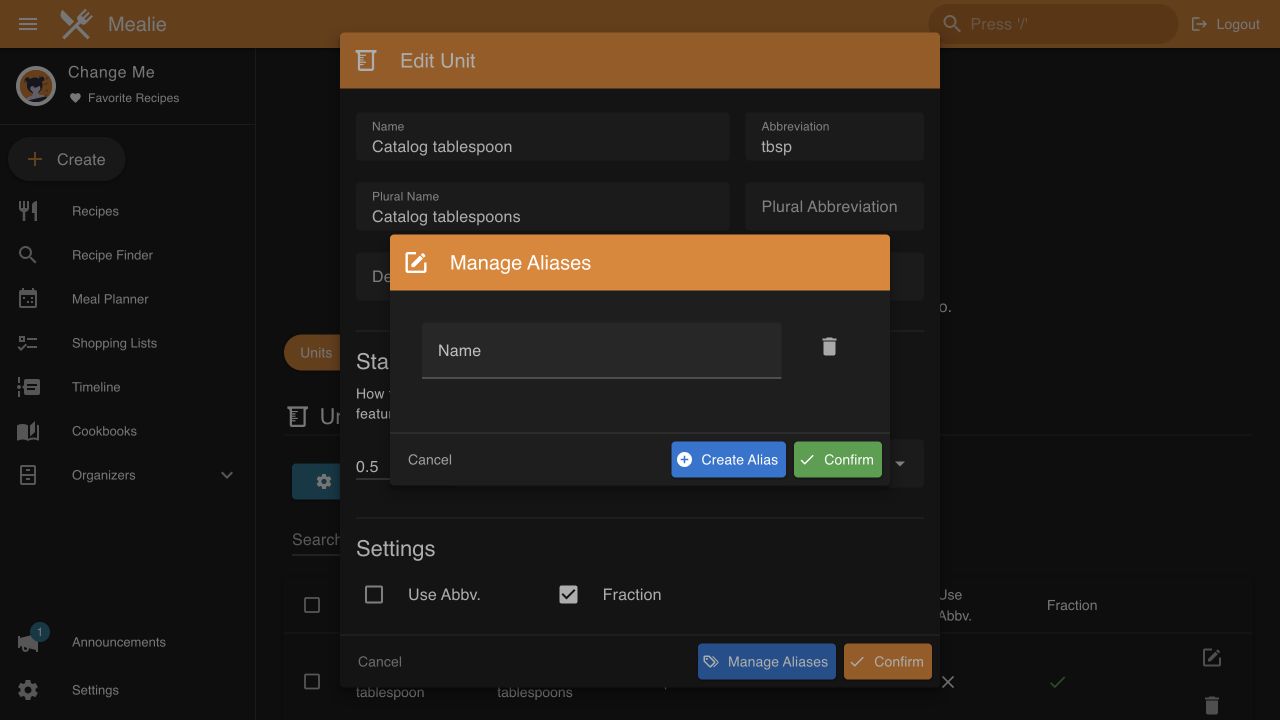 Mealie
Press '/'
Logout
Change Me
Favorite Recipes
Create
Recipes
Recipe Finder
Meal Planner
Shopping Lists
Timeline
Cookbooks
Organizers
Announcements
1
Settings
Edit Unit
Name
Catalog tablespoon
Abbreviation
tbsp
Plural Name
Catalog tablespoons
Plural Abbreviation
Manage Aliases
Name
Cancel
Create Alias
Confirm
o.
Units
How
0.5
Search
Settings
Use Abbv.
Fraction
Cancel
Manage Aliases
Confirm
Use
Abbv.
Fraction
tablespoon
tablespoons